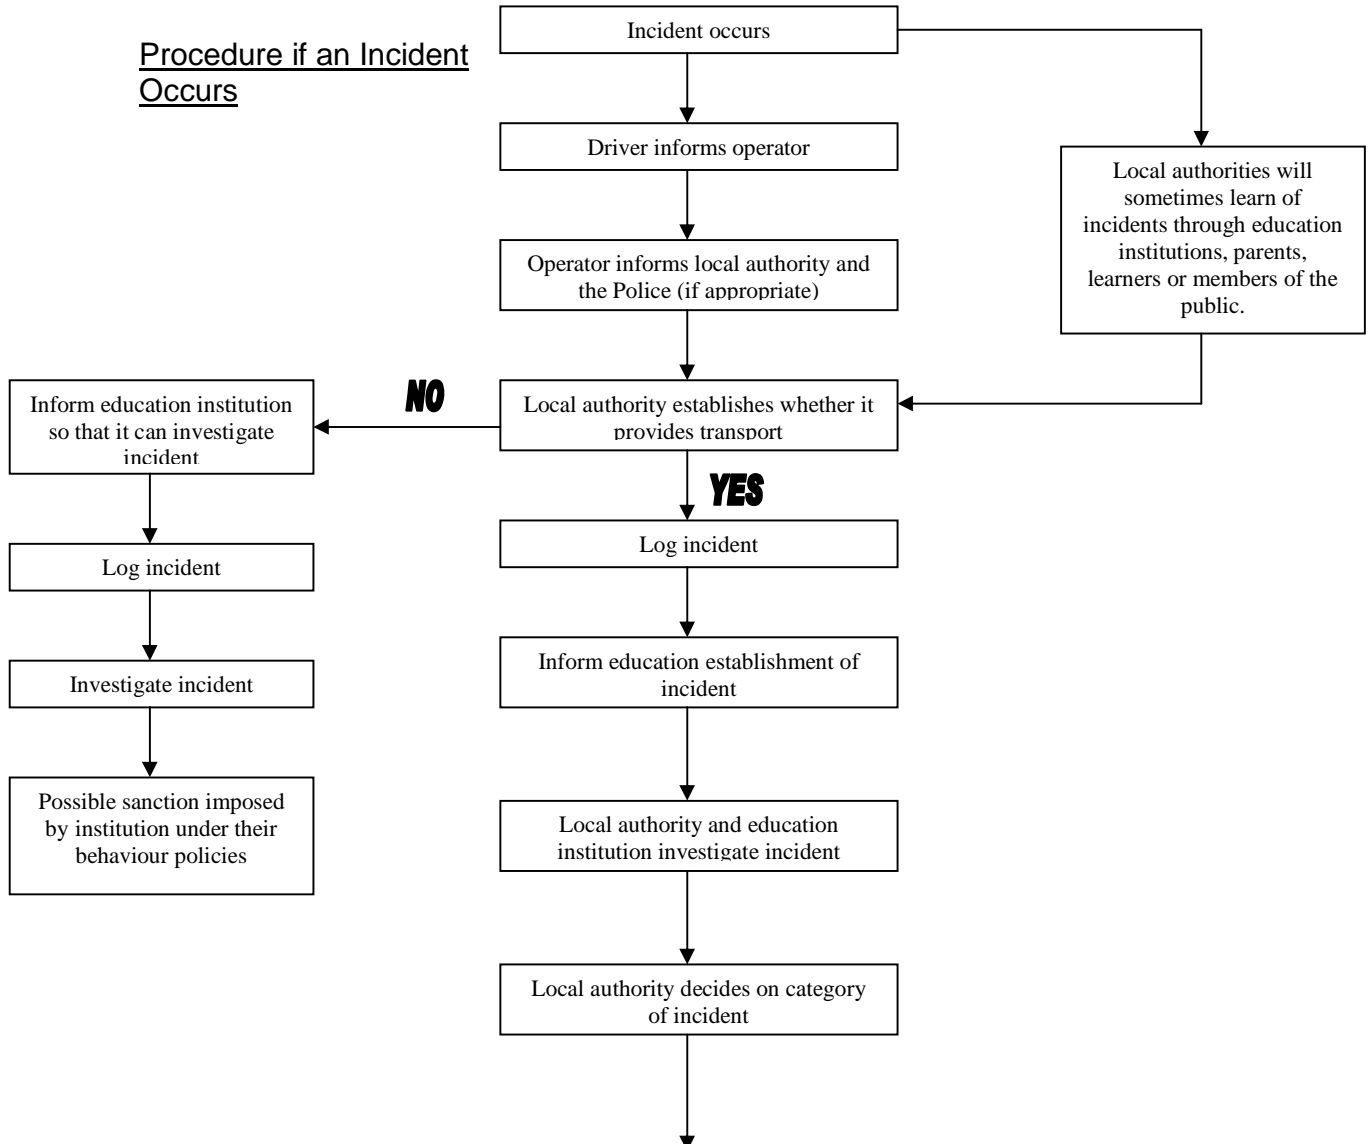 Procedure if an Incident
Occurs
Incident occurs
Driver informs operator
Local authorities will
sometimes learn of
incidents through education
institutions, parents,
learners or members of the
public.
Operator informs local authority and
the Police (if appropriate)
Local authority establishes whether it
provides transport
NO
Inform education institution
so that it can investigate
incident
YES
Log incident
Log incident
Inform education establishment of
incident
Investigate incident
Possible sanction imposed
by institution under their
behaviour policies
Local authority and education
institution investigate incident
Local authority decides on category
of incident